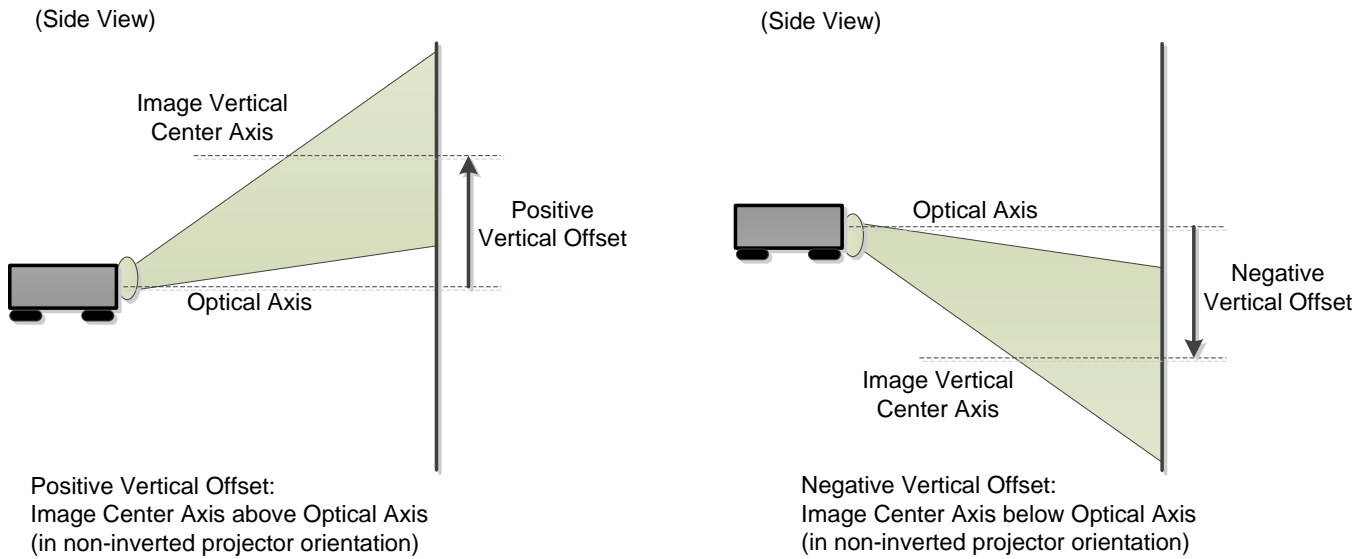 (Side View)
Image Vertical
Center Axis
Positive
Vertical Offset
Optical Axis
Positive Vertical Offset:
Image Center Axis above Optical Axis
(in non-inverted projector orientation)
(Side View)
Optical Axis
Negative
Vertical Offset
Image Vertical
Center Axis
Negative Vertical Offset:
Image Center Axis below Optical Axis
(in non-inverted projector orientation)